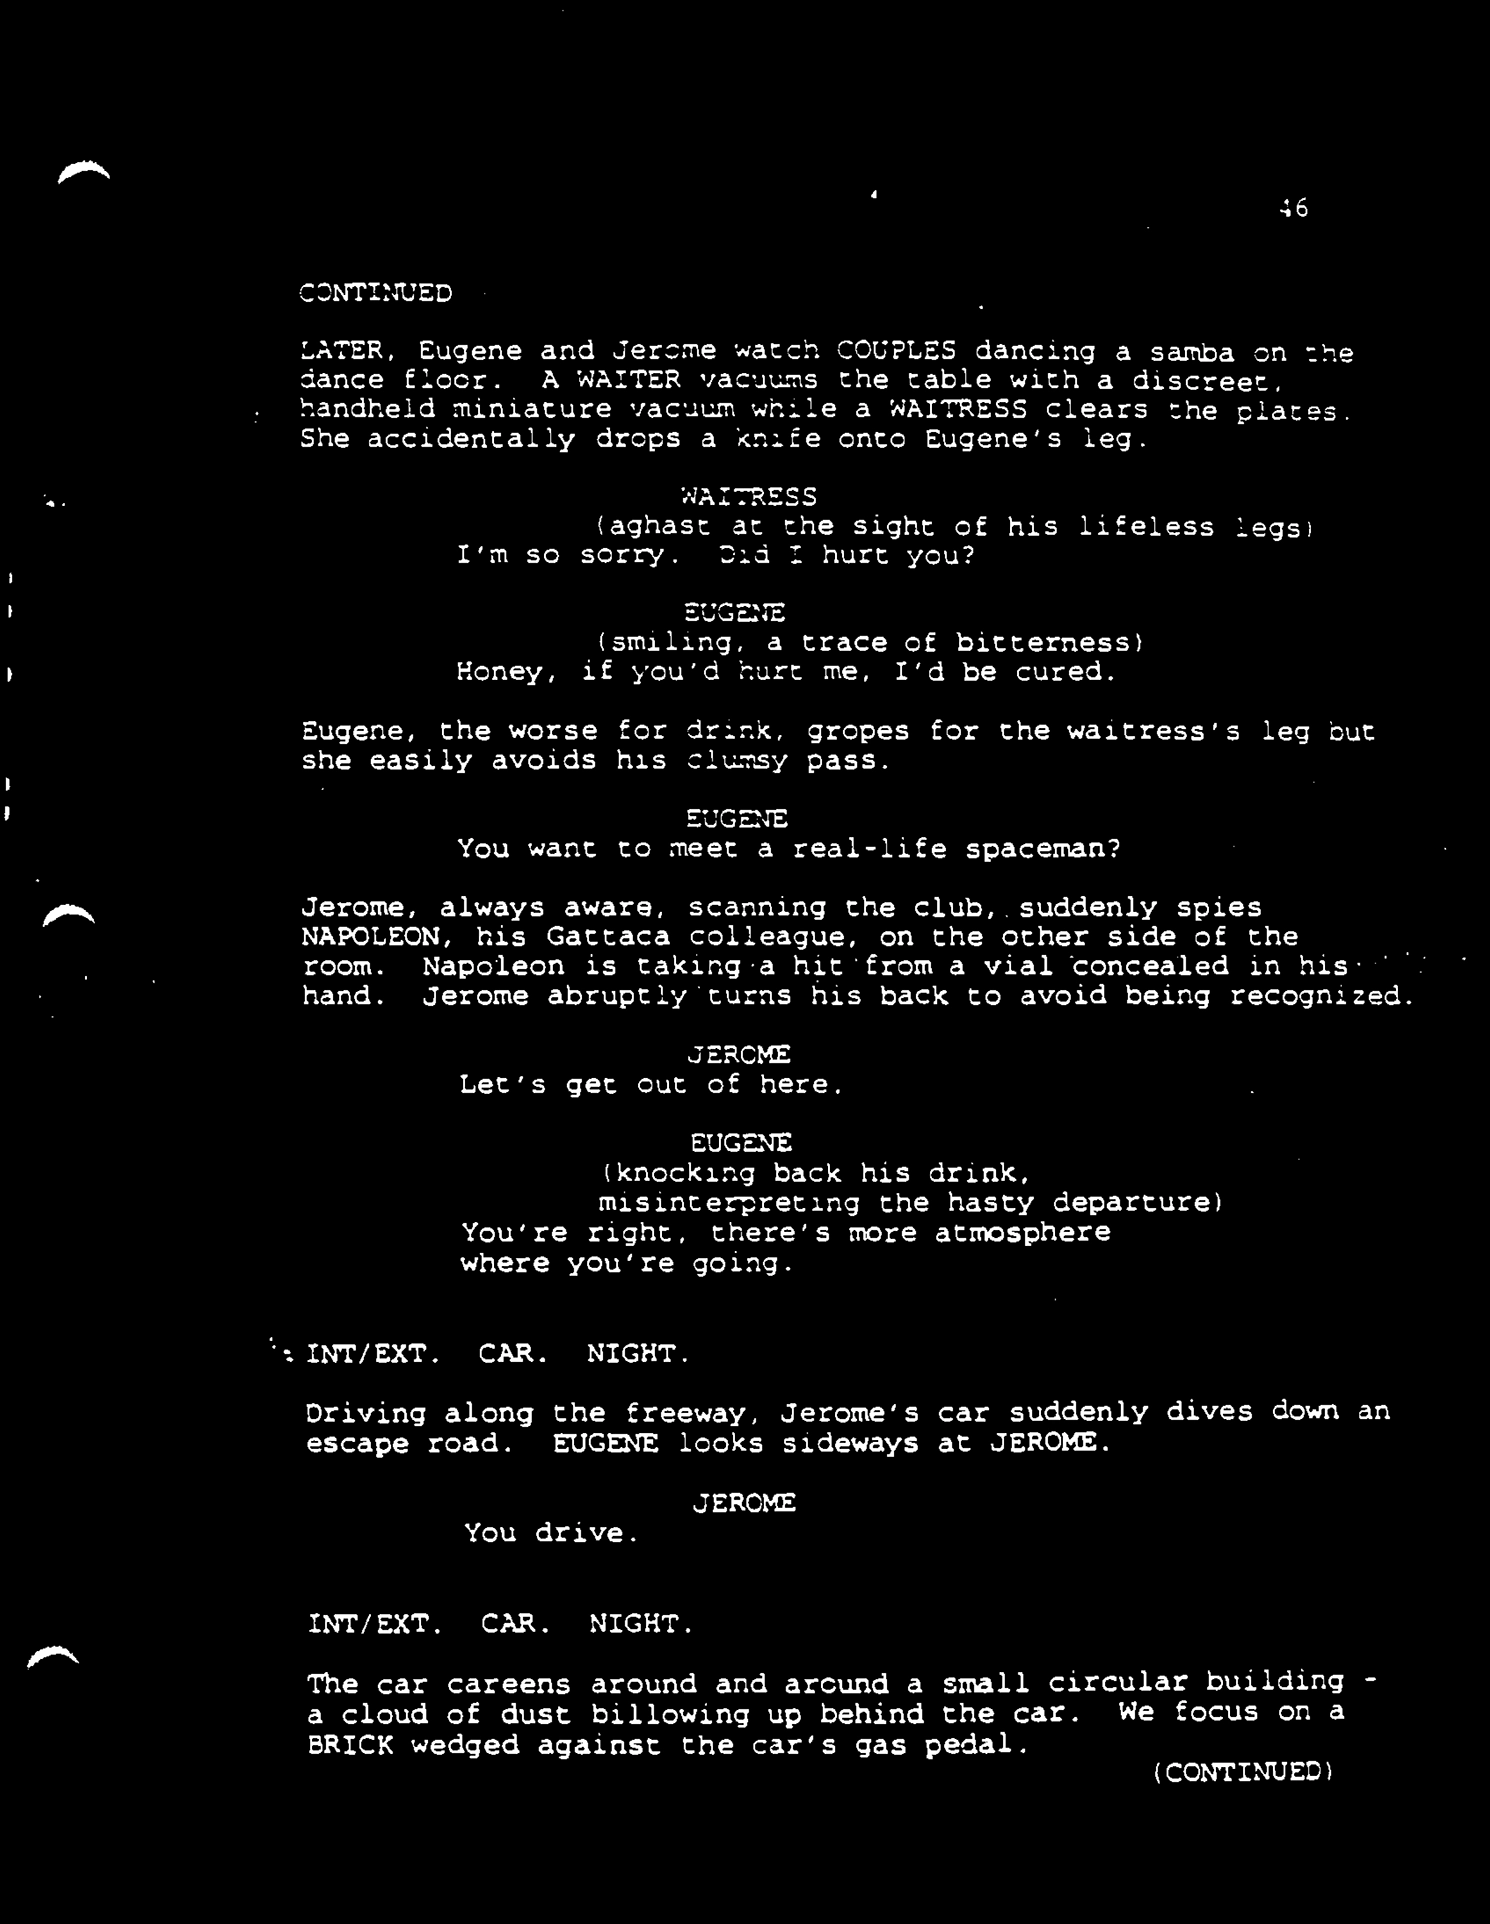 46
CONTINUED
LATER, Eugene and Jerome watch COUPLES dancing a samba on the
dance floor. A WAITER vacuums the table with a discreet,
handheld miniature vacuum while a WAITRESS clears the plates.
She accidentally drops a knife onto Eugene's leg.
WAITRESS
(aghast at the sight of his lifeless legs)
I'm so sorry. Did I hurt you?
EUGENE
(smiling, a trace of bitterness)
Honey, if you'd hurt me, I'd be cured.
Eugene, the worse for drink, gropes for the waitress's leg but
she easily avoids his clumsy pass.
EUGENE
You want to meet a real-life spaceman?
Jerome, always aware, scanning the club, suddenly spies
NAPOLEON, his Gattaca colleague, on the other side of the
room. Napoleon is taking a hit from a vial concealed in his
hand. Jerome abruptly turns his back to avoid being recognized.
JEROME
Let's get out of here.
EUGENE
(knocking back his drink,
misinterpreting the hasty departure)
You're right, there's more atmosphere
where you're going.
INT/EXT. CAR. NIGHT.
Driving along the freeway, Jerome's car suddenly dives down an
escape road. EUGENE looks sideways at JEROME.
JEROME
You drive.
INT/EXT. CAR. NIGHT.
The car careens around and around a small circular building -
a cloud of dust billowing up behind the car. We focus on a
BRICK wedged against the car's gas pedal.
(CONTINUED)